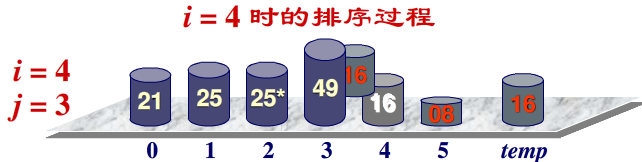 i = 4 时的排序过程
i = 4
j = 3
21 25 25* 49 16 16 08 16
0 1 2 3 4 5 temp